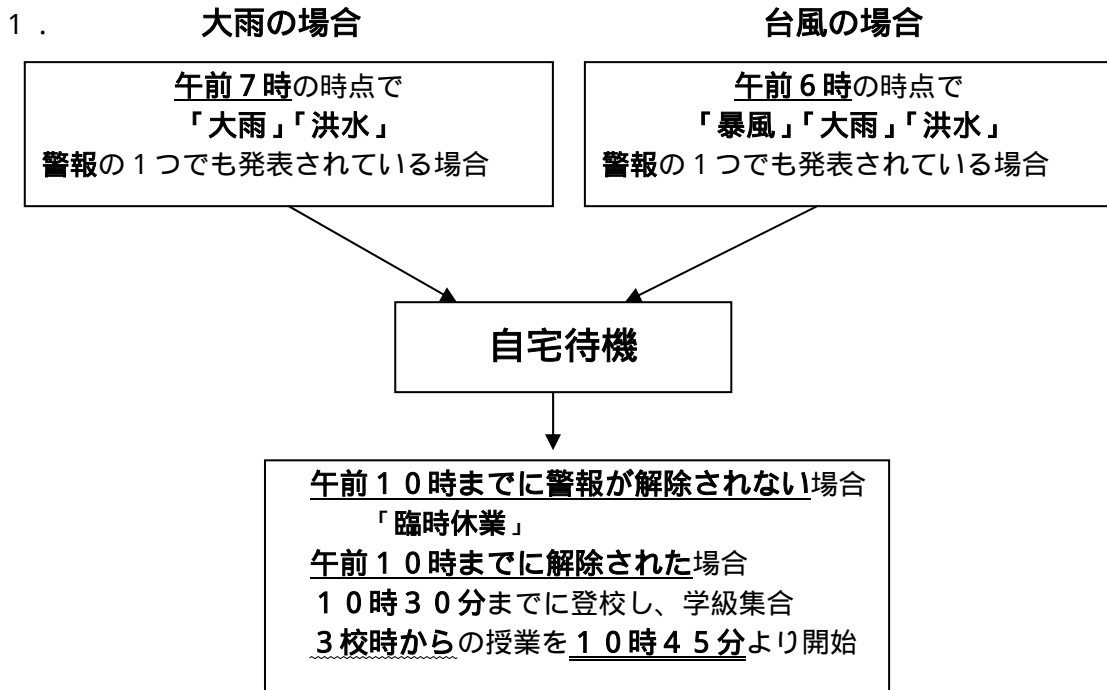 １．
大雨の場合
午前７時の時点で
「大雨」「洪水」
警報の１つでも発表されている場合
台風の場合
午前６時の時点で
「暴風」「大雨」「洪水」
警報の１つでも発表されている場合
自宅待機
午前１０時までに警報が解除されない場合
「臨時休業」
午前１０時までに解除された場合
１０時３０分までに登校し、学級集合
３校時からの授業を１０時４５分より開始